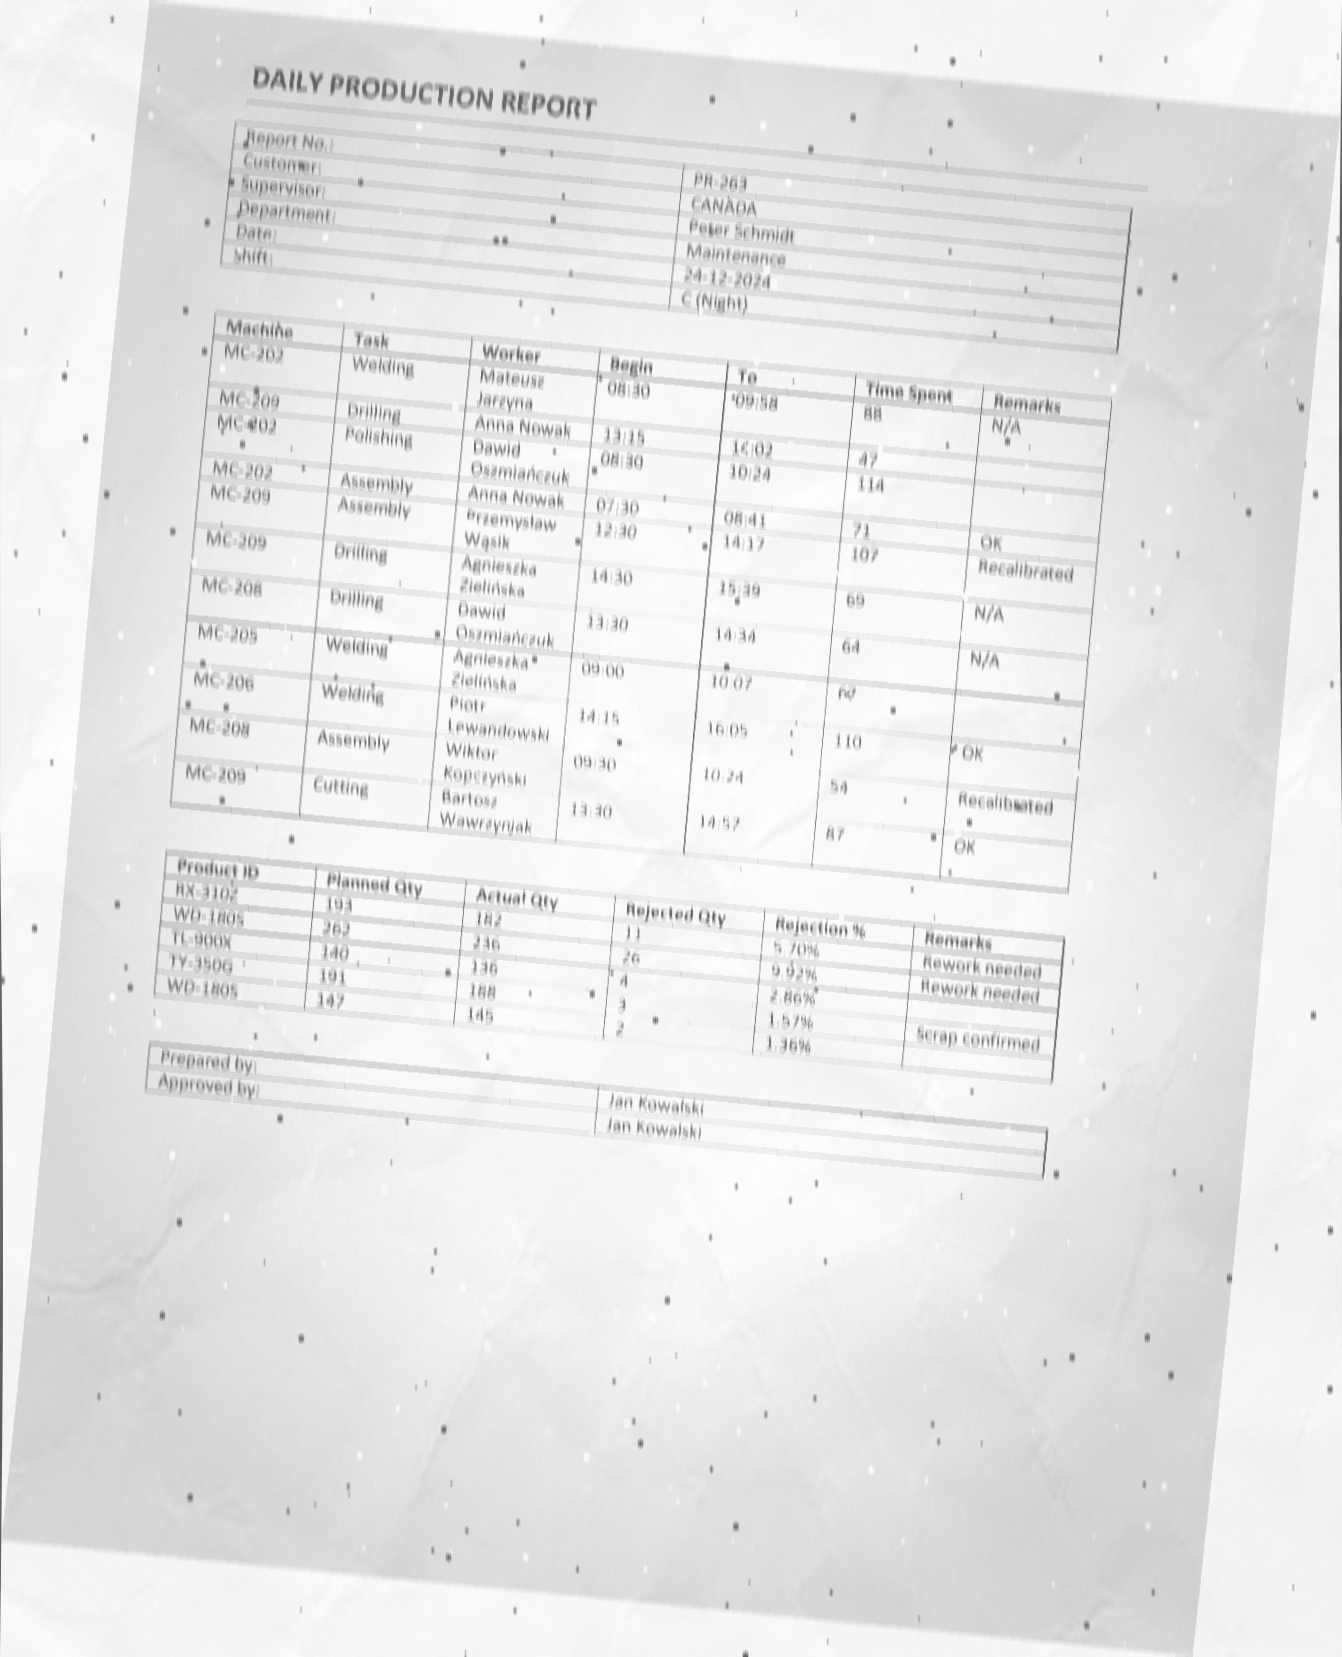 DAILY PRODUCTION REPORT
Report No.: PR-263
Customer: CANADA
Supervisor: Peter Schmidt
Department: Maintenance
Date: 24-12-2024
Shift: C (Night)
Machine Task Worker Begin To Time Spent Remarks
MC-202 Welding Mateusz Jarzyna 08:30 09:58 88 N/A
MC-209 Drilling Anna Nowak 13:15 14:02 47
MC-202 Polishing Dawid Oszmiańczuk 08:30 10:24 114
MC-202 Assembly Anna Nowak 07:30 08:41 71 OK
MC-209 Assembly Przemysław Wąsik 12:30 14:17 107 Recalibrated
MC-209 Drilling Agnieszka Zielińska 14:30 15:39 69 N/A
MC-208 Drilling Dawid Oszmiańczuk 13:30 14:34 64 N/A
MC-205 Welding Agnieszka Zielińska 09:00 10:07 67
MC-206 Welding Piotr Lewandowski 14:15 16:05 110 OK
MC-208 Assembly Wiktor Kopczyński 09:30 10:24 54 Recalibrated
MC-209 Cutting Bartosz Wawrzyniak 13:30 14:57 87 OK
Product ID Planned Qty Actual Qty Rejected Qty Rejection % Remarks
RX-310Z 193 182 11 5.70% Rework needed
WD-180S 262 236 26 9.92% Rework needed
TL-900X 140 136 4 2.86%
TY-350G 191 188 3 1.57% Scrap confirmed
WD-180S 147 145 2 1.36%
Prepared by: Jan Kowalski
Approved by: Jan Kowalski